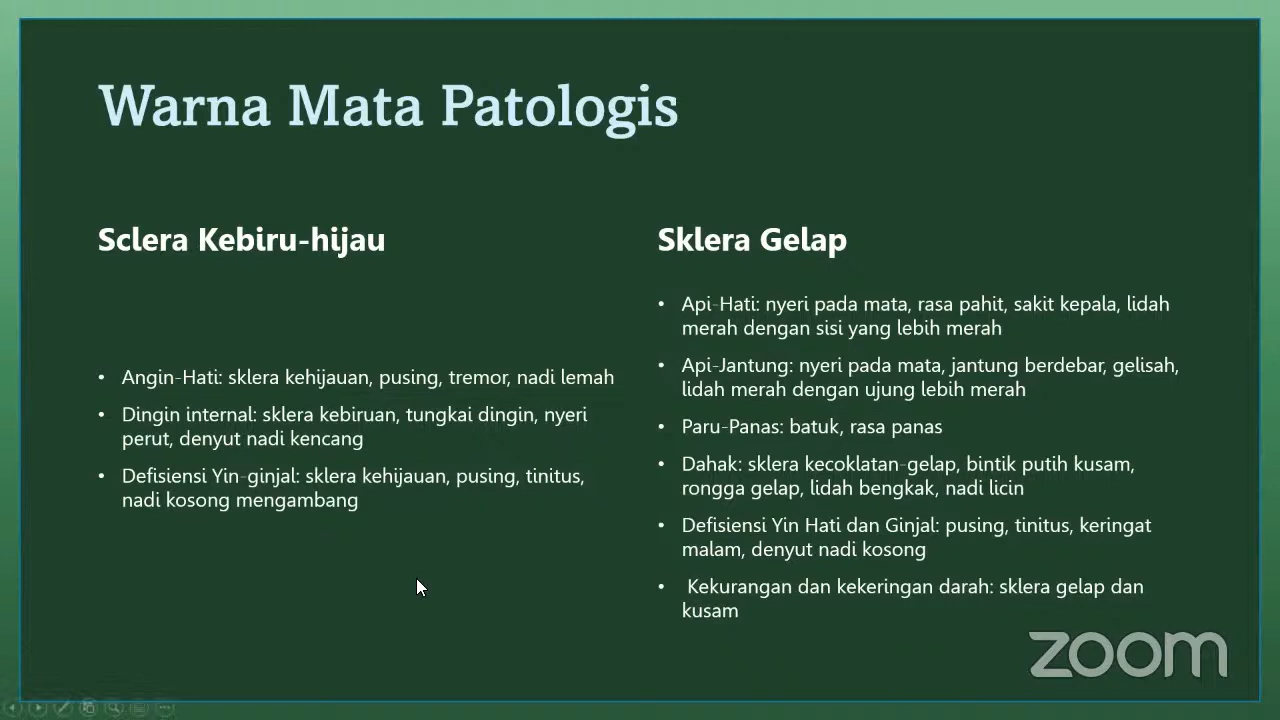 Warna Mata Patologis
Sclera Kebiru-hijau
• Angin-Hati: sklera kehijauan, pusing, tremor, nadi lemah
• Dingin internal: sklera kebiruan, tungkai dingin, nyeri
perut, denyut nadi kencang
• Defisiensi Yin-ginjal: sklera kehijauan, pusing, tinitus,
nadi kosong mengambang
Sklera Gelap
• Api-Hati: nyeri pada mata, rasa pahit, sakit kepala, lidah
merah dengan sisi yang lebih merah
• Api-Jantung: nyeri pada mata, jantung berdebar, gelisah,
lidah merah dengan ujung lebih merah
• Paru-Panas: batuk, rasa panas
• Dahak: sklera kecoklatan-gelap, bintik putih kusam,
rongga gelap, lidah bengkak, nadi licin
• Defisiensi Yin Hati dan Ginjal: pusing, tinitus, keringat
malam, denyut nadi kosong
• Kekurangan dan kekeringan darah: sklera gelap dan
kusam
zoom